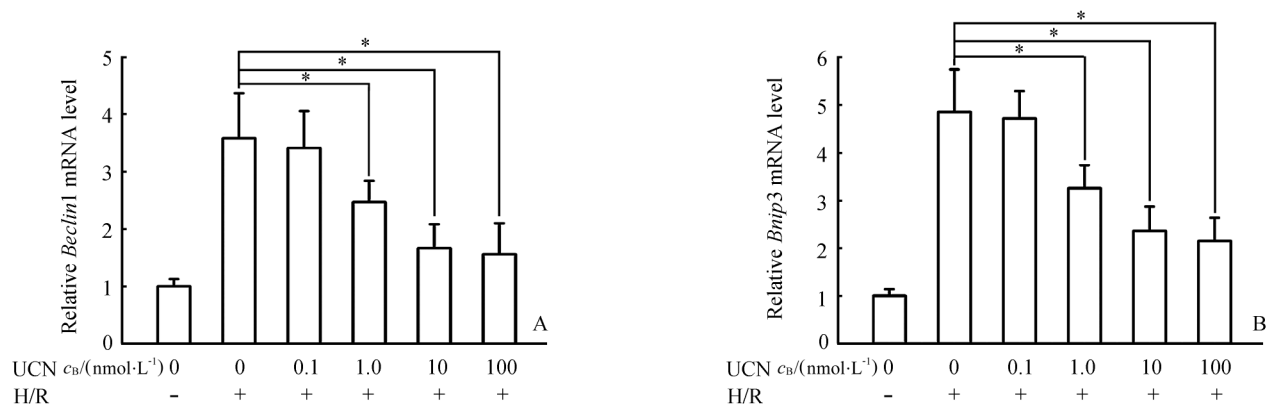 *
*
*
5
4
3
2
1
0
Relative Beclin1 mRNA level
A
UCN cB/(nmol·L-1) 0 0 0.1 1.0 10 100
H/R - + + + + +
*
*
*
6
5
4
3
2
1
0
Relative Bnip3 mRNA level
B
UCN cB/(nmol·L-1) 0 0 0.1 1.0 10 100
H/R - + + + + +